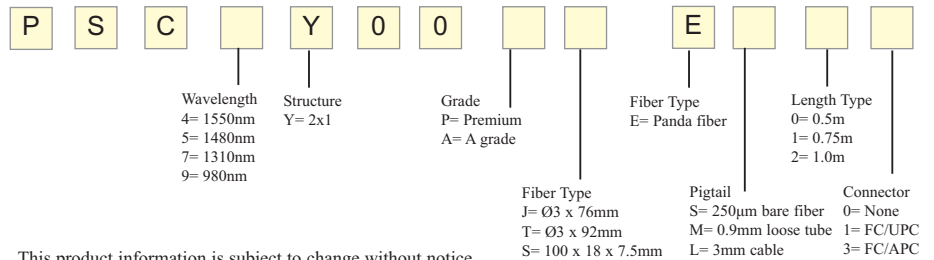 P S C Y 0 0 E
Wavelength
4= 1550nm
5= 1480nm
7= 1310nm
9= 980nm
Structure
Y= 2x1
Grade
P= Premium
A= A grade
Fiber Type
J= Ø3 x 76mm
T= Ø3 x 92mm
S= 100 x 18 x 7.5mm
Fiber Type
E= Panda fiber
Pigtail
S= 250μm bare fiber
M= 0.9mm loose tube
L= 3mm cable
Length Type
0= 0.5m
1= 0.75m
2= 1.0m
Connector
0= None
1= FC/UPC
3= FC/APC
This product information is subject to change without notice